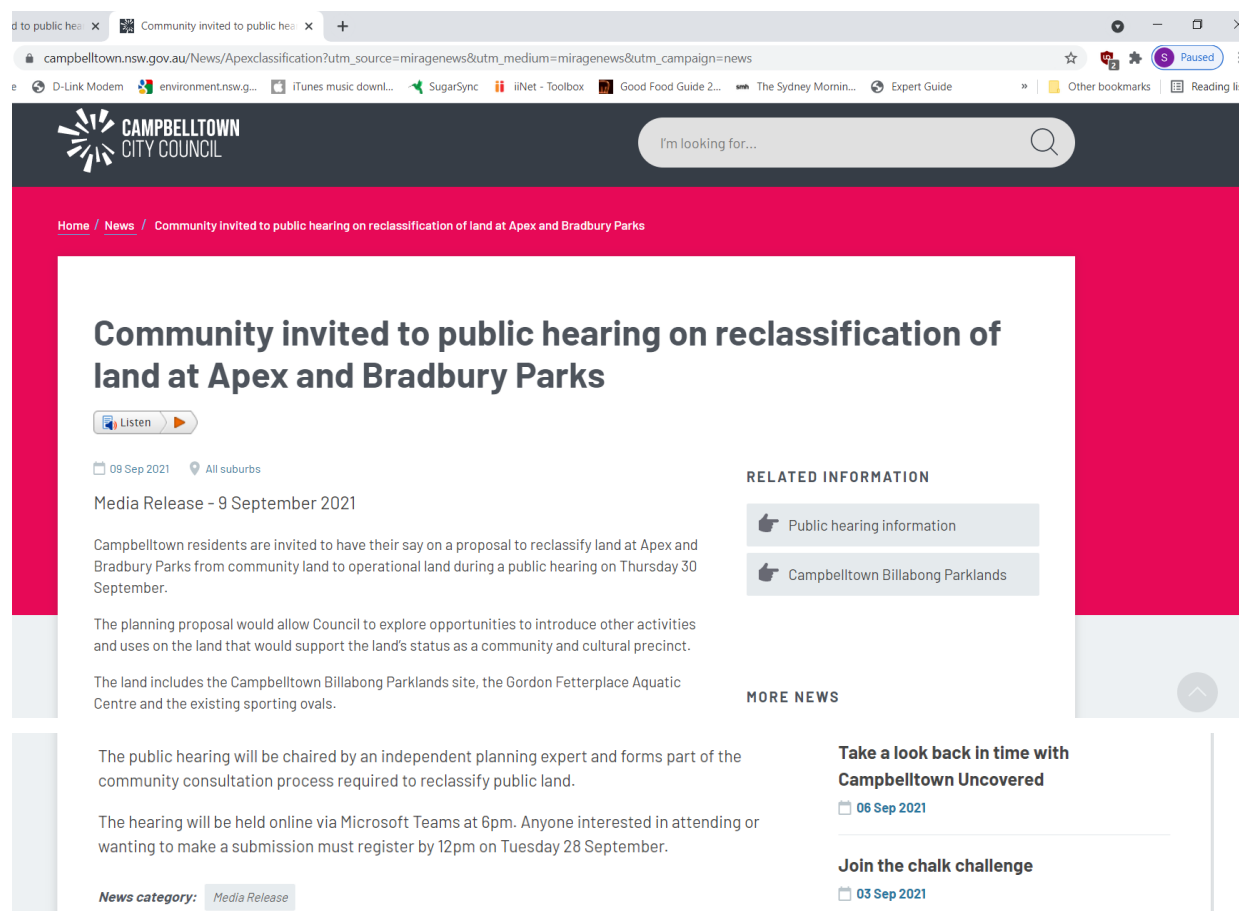 d to public hea
Community invited to public hea
Paused
campbelltown.nsw.gov.au/News/Apexclassification?utm_source=miragenews&utm_medium=miragenews&utm_campaign=news
S
2
e D-Link Modem environment.nsw.g... iTunes music downl... SugarSync iiNet - Toolbox Good Food Guide 2... smh The Sydney Mornin... Expert Guide » Other bookmarks Reading li
CAMPBELLTOWN
CITY COUNCIL
I'm looking for...
Home / News / Community invited to public hearing on reclassification of land at Apex and Bradbury Parks
Community invited to public hearing on reclassification of
land at Apex and Bradbury Parks
Listen
09 Sep 2021 All suburbs
Media Release - 9 September 2021
Campbelltown residents are invited to have their say on a proposal to reclassify land at Apex and
Bradbury Parks from community land to operational land during a public hearing on Thursday 30
September.
The planning proposal would allow Council to explore opportunities to introduce other activities
and uses on the land that would support the land's status as a community and cultural precinct.
The land includes the Campbelltown Billabong Parklands site, the Gordon Fetterplace Aquatic
Centre and the existing sporting ovals.
The public hearing will be chaired by an independent planning expert and forms part of the
community consultation process required to reclassify public land.
The hearing will be held online via Microsoft Teams at 6pm. Anyone interested in attending or
wanting to make a submission must register by 12pm on Tuesday 28 September.
News category: Media Release
RELATED INFORMATION
Public hearing information
Campbelltown Billabong Parklands
MORE NEWS
Take a look back in time with
Campbelltown Uncovered
06 Sep 2021
Join the chalk challenge
03 Sep 2021